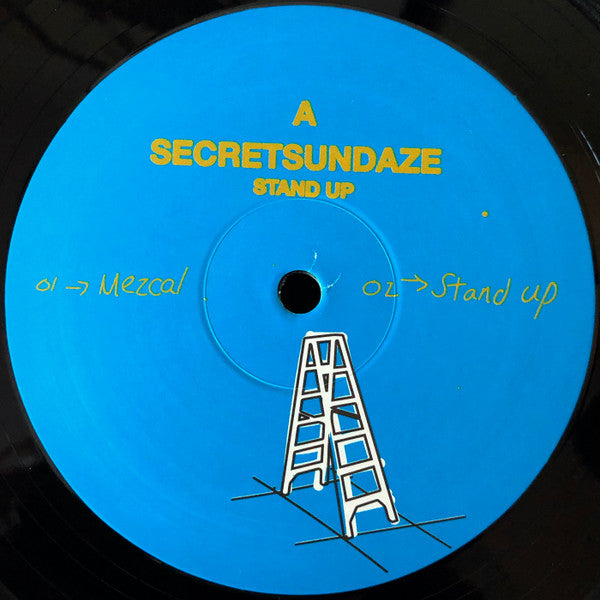 A
SECRETSUNDAZE
STAND UP
01 → Mezcal
02 → Stand up